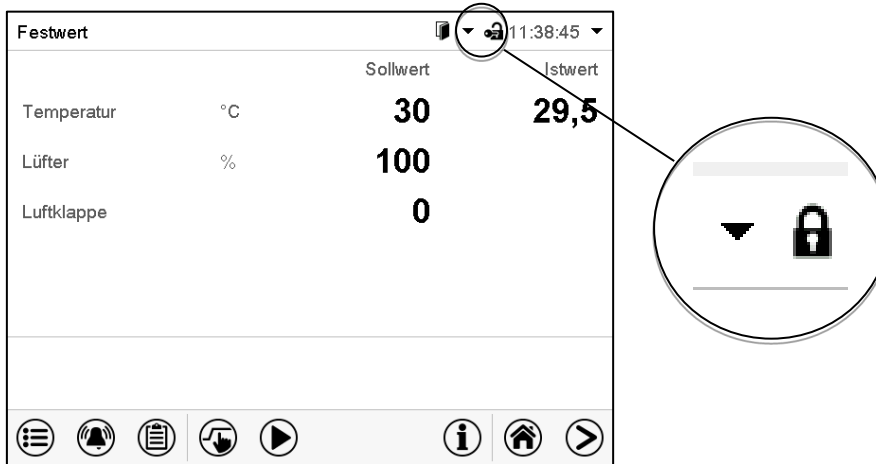 Festwert 11:38:45
Sollwert Istwert
Temperatur °C 30 29,5
Lüfter % 100
Luftklappe 0